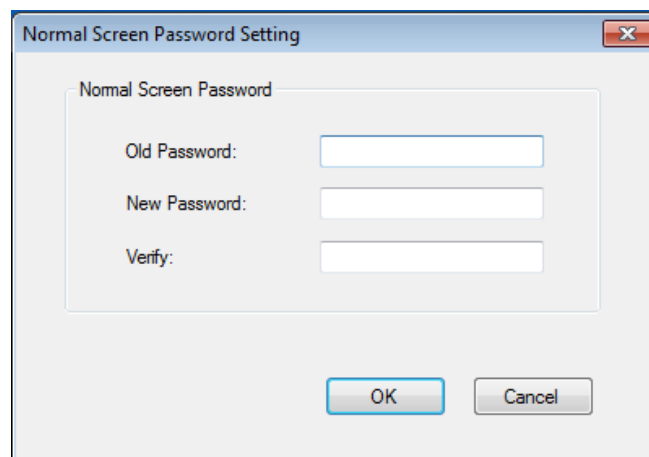 Normal Screen Password Setting
Normal Screen Password
Old Password:
New Password:
Verify:
OK Cancel